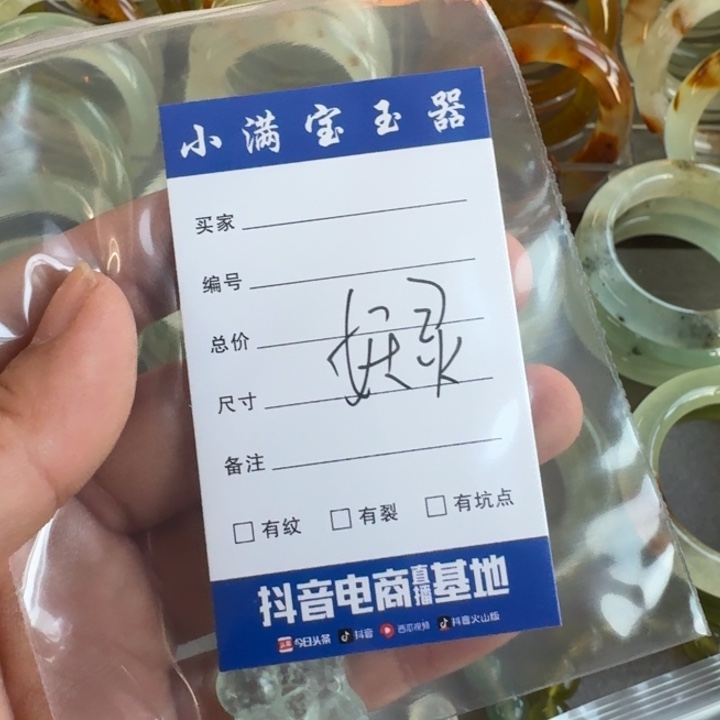 小满宝玉器
买家
编号
总价
尺寸
备注
有纹 有裂 有坑点
抖音电商直播基地
头条 今日头条 抖音 西瓜视频 抖音火山版